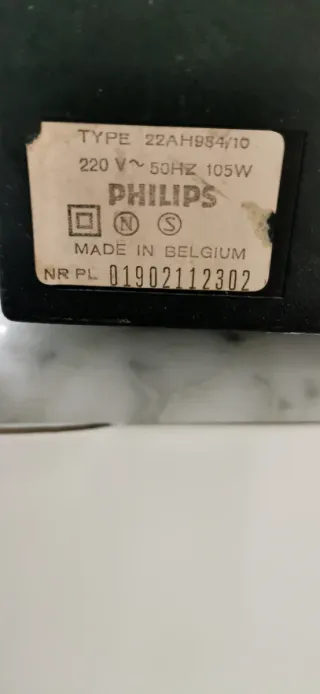 TYPE 22AH984/10
220 V~ 50HZ 105W
PHILIPS
N S
MADE IN BELGIUM
NR PL 01902112302